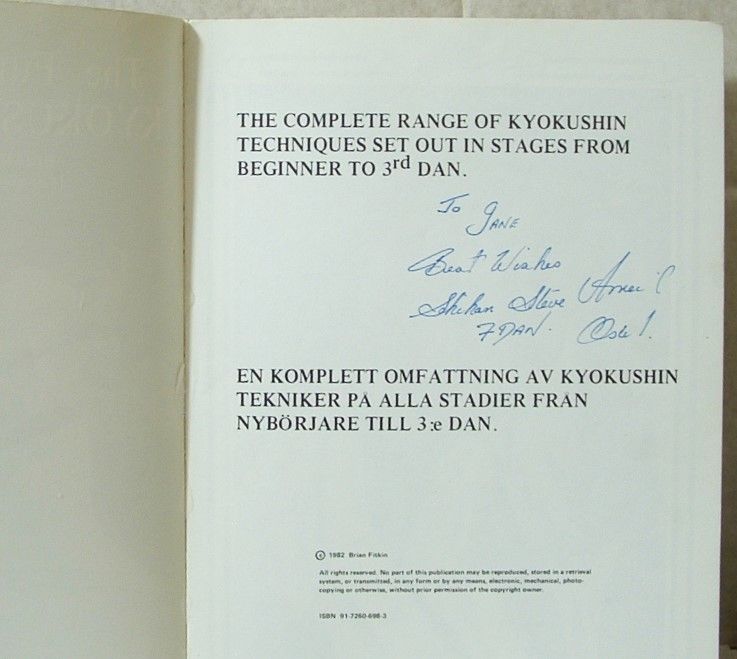 THE COMPLETE RANGE OF KYOKUSHIN
TECHNIQUES SET OUT IN STAGES FROM
BEGINNER TO 3rd DAN.
To JANE
Best Wishes
Shihan Steve Arneil
7 DAN. Osu!
EN KOMPLETT OMFATTNING AV KYOKUSHIN
TEKNIKER PÅ ALLA STADIER FRÅN
NYBÖRJARE TILL 3:e DAN.
© 1982 Brian Fitkin
All rights reserved. No part of this publication may be reproduced, stored in a retrieval
system, or transmitted, in any form or by any means, electronic, mechanical, photo-
copying or otherwise, without prior permission of the copyright owner.
ISBN 91-7260-698-3